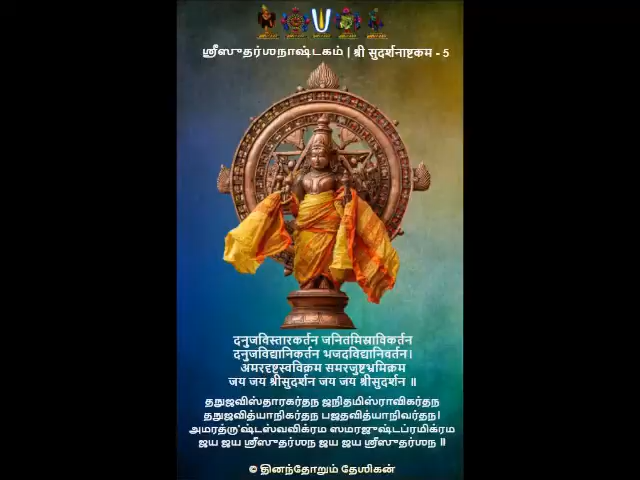 ஸ்ரீஸுதர்ஶநாஷ்டகம் | श्री सुदर्शनाष्टकम - 5
दनुजविस्तारकर्तन जनितमिस्राविकर्तन
दनुजविद्यानिकर्तन भजदविद्यानिवर्तन।
अमरदृष्टस्वविक्रम समरजुष्टभ्रमिक्रम
जय जय श्रीसुदर्शन जय जय श्रीसुदर्शन ॥
தநுஜவிஸ்தாரகர்தந ஜநிதமிஸ்ராவிகர்தந
தநுஜவித்யாநிகர்தந பஜதவித்யாநிவர்தந।
அமரத்ருʼஷ்டஸ்வவிக்ரம ஸமரஜுஷ்டப்ரமிக்ரம
ஜய ஜய ஸ்ரீஸுதர்ஶந ஜய ஜய ஸ்ரீஸுதர்ஶந ॥
© தினந்தோறும் தேஶிகன்